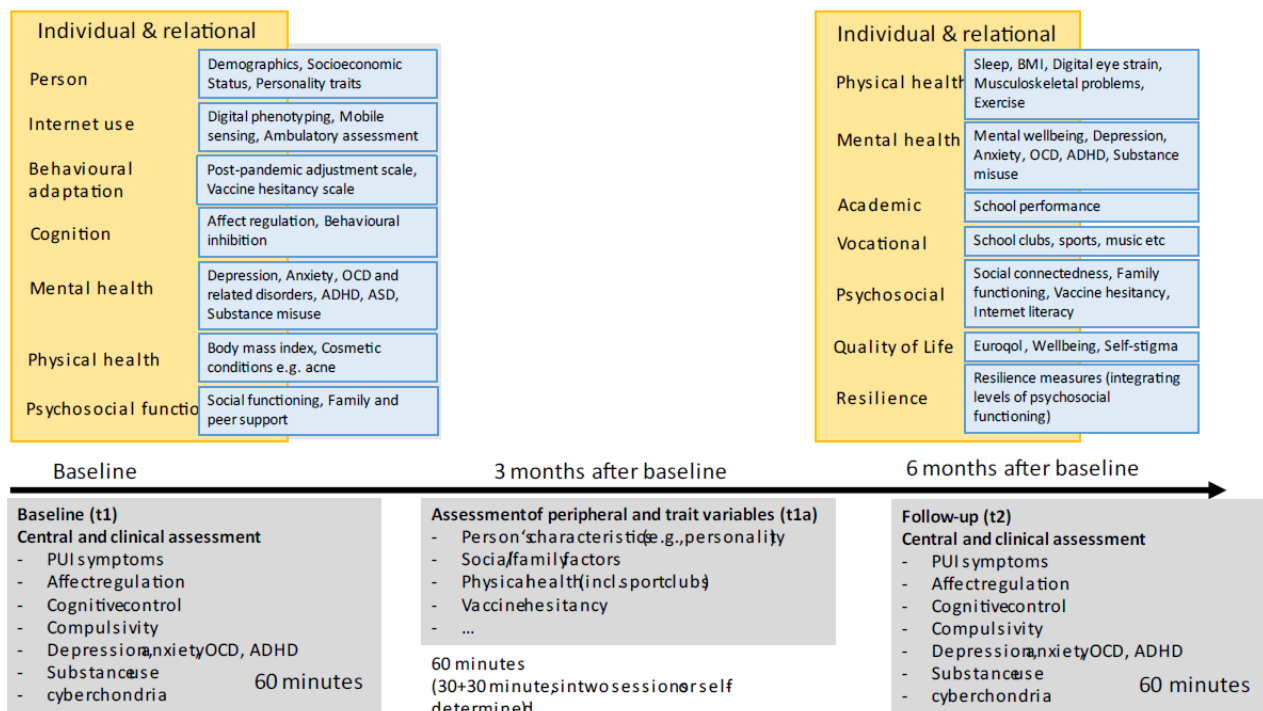 Individual & relational
Person
Demographics, Socioeconomic
Status, Personality traits
Internet use
Digital phenotyping, Mobile
sensing, Ambulatory assessment
Behavioural
adaptation
Post-pandemic adjustment scale,
Vaccine hesitancy scale
Cognition
Affect regulation, Behavioural
inhibition
Mental health
Depression, Anxiety, OCD and
related disorders, ADHD, ASD,
Substance misuse
Physical health
Body mass index, Cosmetic
conditions e.g. acne
Psychosocial functio
Social functioning, Family and
peer support
Individual & relational
Physical health
Sleep, BMI, Digital eye strain,
Musculoskeletal problems,
Exercise
Mental health
Mental wellbeing, Depression,
Anxiety, OCD, ADHD, Substance
misuse
Academic
School performance
Vocational
School clubs, sports, music etc
Psychosocial
Social connectedness, Family
functioning, Vaccine hesitancy,
Internet literacy
Quality of Life
Euroqol, Wellbeing, Self-stigma
Resilience
Resilience measures (integrating
levels of psychosocial
functioning)
Baseline
3 months after baseline
6 months after baseline
Baseline (t1)
Central and clinical assessment
- PUI symptoms
- Affect regulation
- Cognitive control
- Compulsivity
- Depression, anxiety, OCD, ADHD
- Substance use
- cyberchondria
60 minutes
Assessment of peripheral and trait variables (t1a)
- Person's characteristics (e.g., personality)
- Social/family factors
- Physical health (incl. sport clubs)
- Vaccine hesitancy
- ...
60 minutes
(30+30 minutes, in two sessions or self-
determined)
Follow-up (t2)
Central and clinical assessment
- PUI symptoms
- Affect regulation
- Cognitive control
- Compulsivity
- Depression, anxiety, OCD, ADHD
- Substance use
- cyberchondria
60 minutes